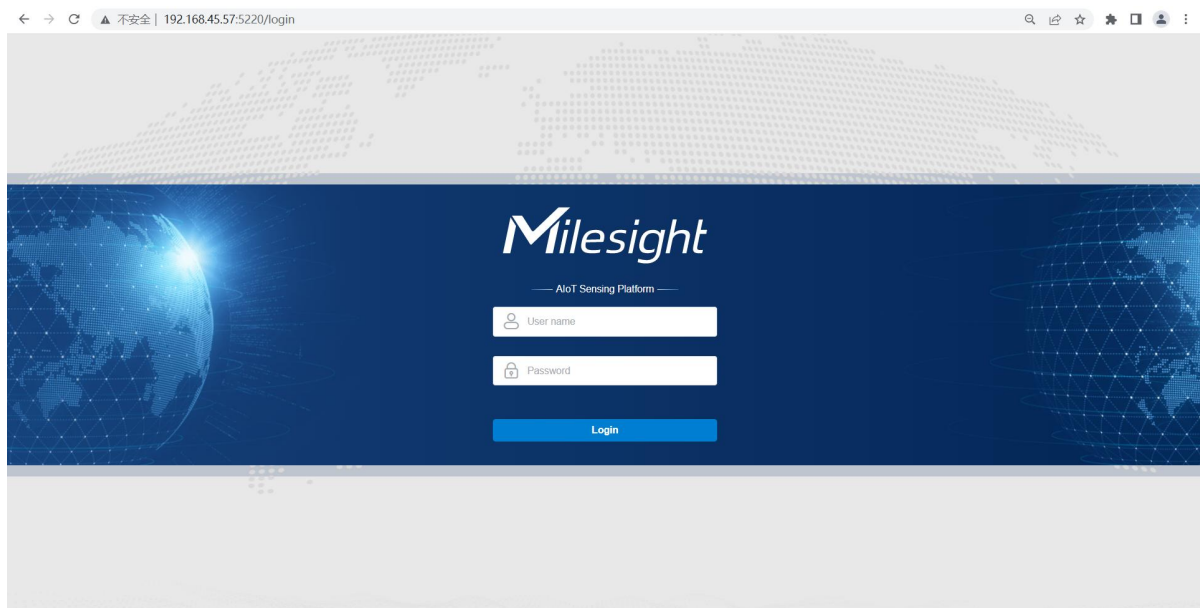 不安全 | 192.168.45.57:5220/login
Milesight
AIoT Sensing Platform
User name
Password
Login